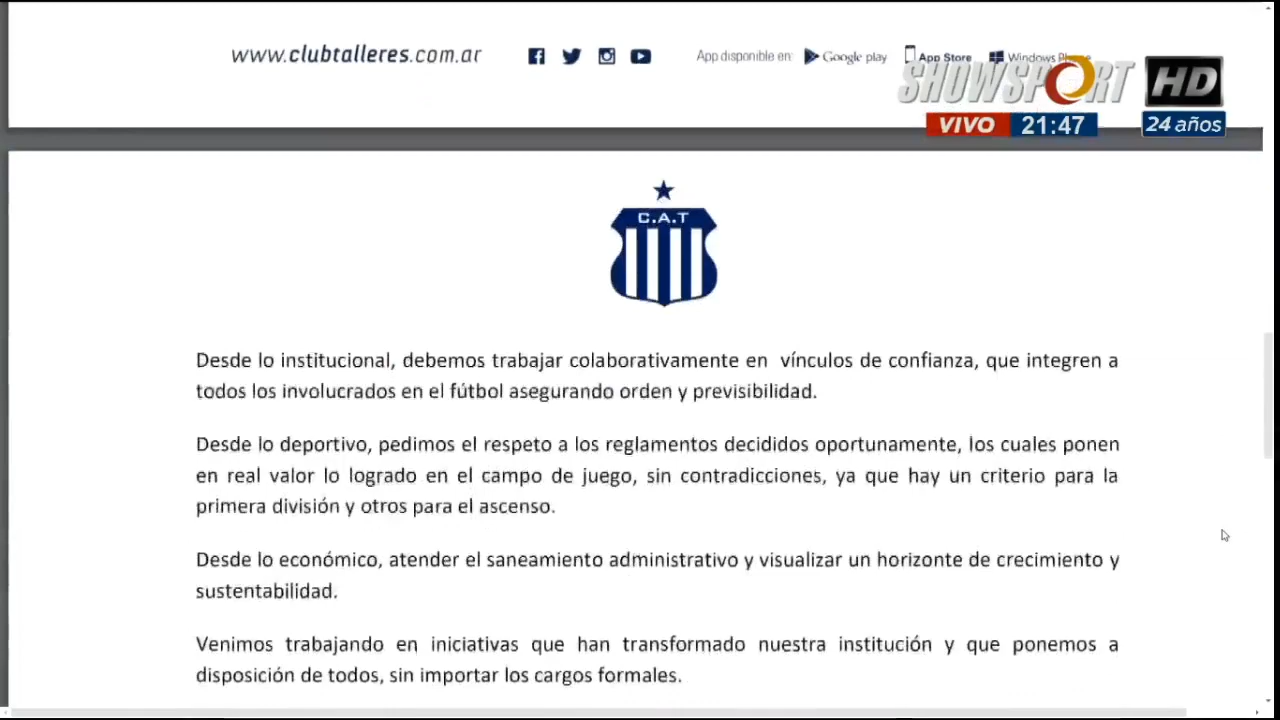 www.clubtalleres.com.ar
App disponible en: Google play App Store Windows Phone
SHOWSPORT HD
VIVO 21:47 24 años
C.A.T
Desde lo institucional, debemos trabajar colaborativamente en vínculos de confianza, que integren a
todos los involucrados en el fútbol asegurando orden y previsibilidad.
Desde lo deportivo, pedimos el respeto a los reglamentos decididos oportunamente, los cuales ponen
en real valor lo logrado en el campo de juego, sin contradicciones, ya que hay un criterio para la
primera división y otros para el ascenso.
Desde lo económico, atender el saneamiento administrativo y visualizar un horizonte de crecimiento y
sustentabilidad.
Venimos trabajando en iniciativas que han transformado nuestra institución y que ponemos a
disposición de todos, sin importar los cargos formales.